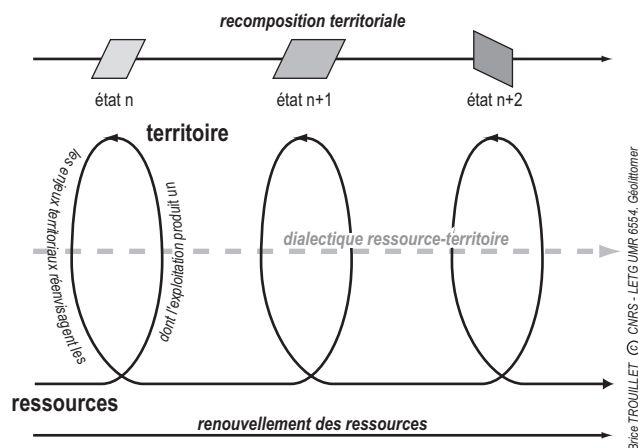 recomposition territoriale
état n
état n+1
état n+2
territoire
les enjeux territoriaux réenvisagent les
dont l'exploitation produit un
dialectique ressource-territoire
ressources
renouvellement des ressources
Brice TROUILLET © CNRS - LETG UMR 6554, Géolittomer